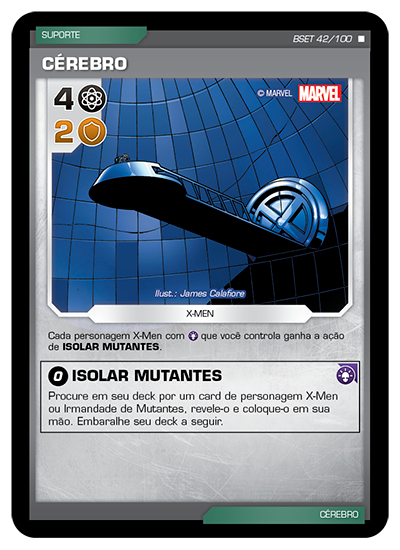 SUPORTE
BSET 42/100
CÉREBRO
4
2
© MARVEL MARVEL
Ilust.: James Calafiore
X-MEN
Cada personagem X-Men com que você controla ganha a ação
de ISOLAR MUTANTES.
0 ISOLAR MUTANTES
Procure em seu deck por um card de personagem X-Men
ou Irmandade de Mutantes, revele-o e coloque-o em sua
mão. Embaralhe seu deck a seguir.
CÉREBRO